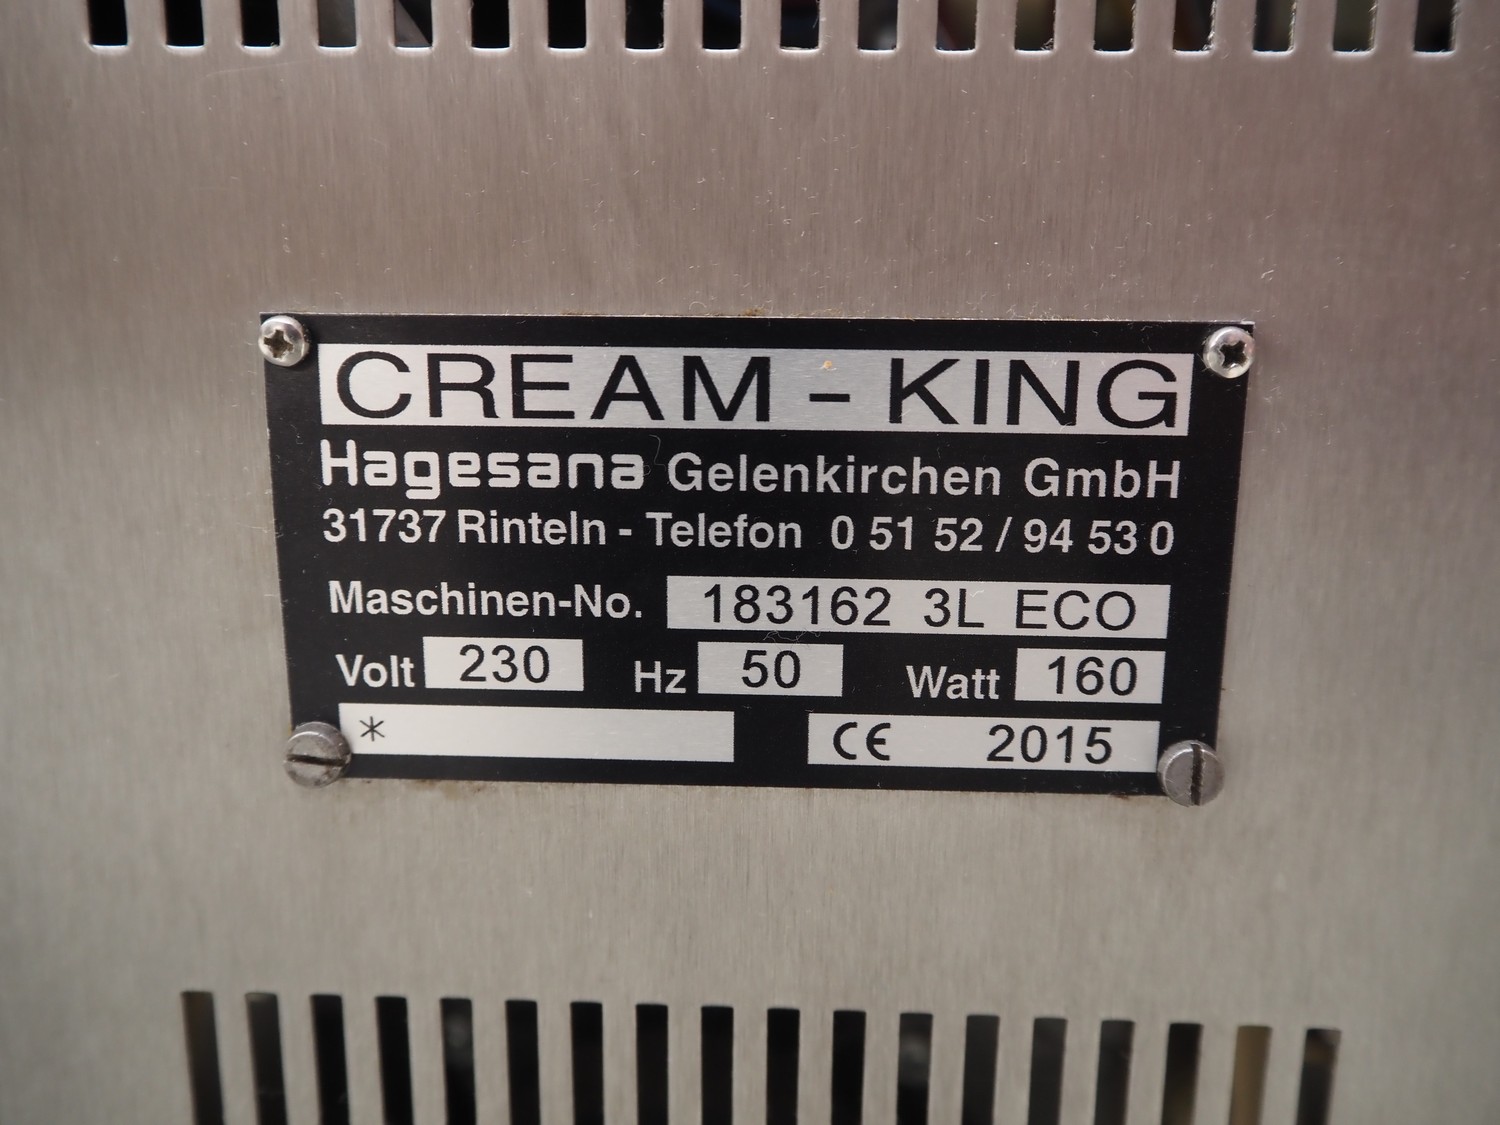 CREAM - KING
Hagesana Gelenkirchen GmbH
31737 Rinteln - Telefon 0 51 52 / 94 53 0
Maschinen-No. 183162 3L ECO
Volt 230 Hz 50 Watt 160
* CE 2015